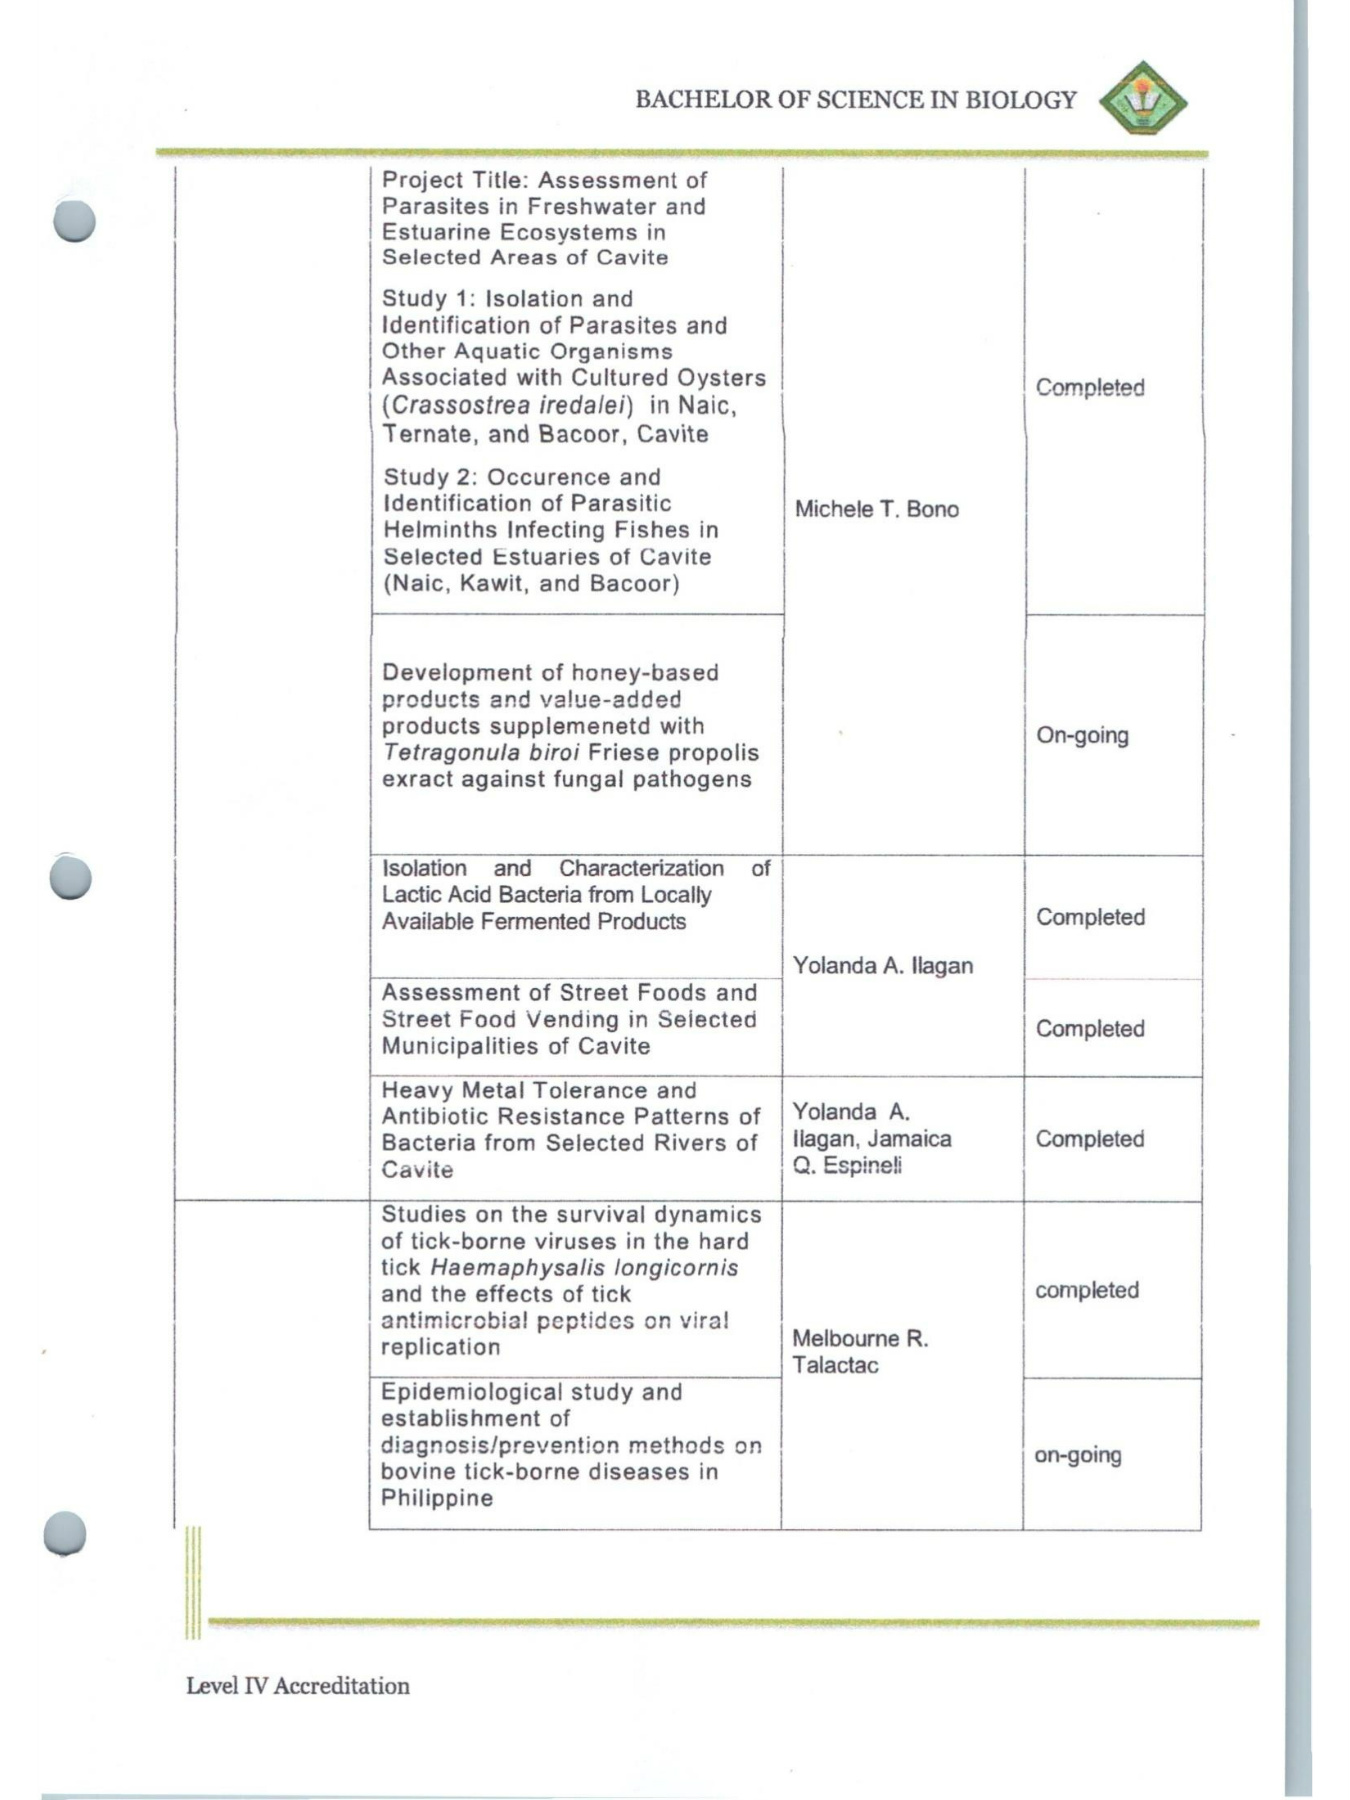 BACHELOR OF SCIENCE IN BIOLOGY
Project Title: Assessment of
Parasites in Freshwater and
Estuarine Ecosystems in
Selected Areas of Cavite
Study 1: Isolation and
Identification of Parasites and
Other Aquatic Organisms
Associated with Cultured Oysters
(Crassostrea iredalei) in Naic,
Ternate, and Bacoor, Cavite
Study 2: Occurence and
Identification of Parasitic
Helminths Infecting Fishes in
Selected Estuaries of Cavite
(Naic, Kawit, and Bacoor)
Michele T. Bono
Completed
Development of honey-based
products and value-added
products supplemenetd with
Tetragonula biroi Friese propolis
exract against fungal pathogens
On-going
Isolation and Characterization of
Lactic Acid Bacteria from Locally
Available Fermented Products
Yolanda A. Ilagan
Completed
Assessment of Street Foods and
Street Food Vending in Selected
Municipalities of Cavite
Completed
Heavy Metal Tolerance and
Antibiotic Resistance Patterns of
Bacteria from Selected Rivers of
Cavite
Yolanda A.
Ilagan, Jamaica
Q. Espineli
Completed
Studies on the survival dynamics
of tick-borne viruses in the hard
tick Haemaphysalis longicornis
and the effects of tick
antimicrobial peptides on viral
replication
Melbourne R.
Talactac
completed
Epidemiological study and
establishment of
diagnosis/prevention methods on
bovine tick-borne diseases in
Philippine
on-going
Level IV Accreditation